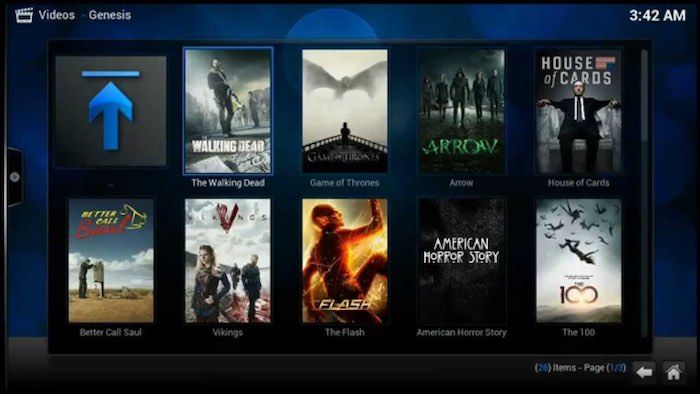 Videos - Genesis
3:42 AM
THE
WALKING DEAD
GAME OF THRONES
ARROW
HOUSE
of CARDS
The Walking Dead
Game of Thrones
Arrow
House of Cards
..
BETTER
CALL
Saul
VIKINGS
FLASH
AMERICAN
HORROR STORY
THE
100
Better Call Saul
Vikings
The Flash
American Horror Story
The 100
(26) Items - Page (1/3)